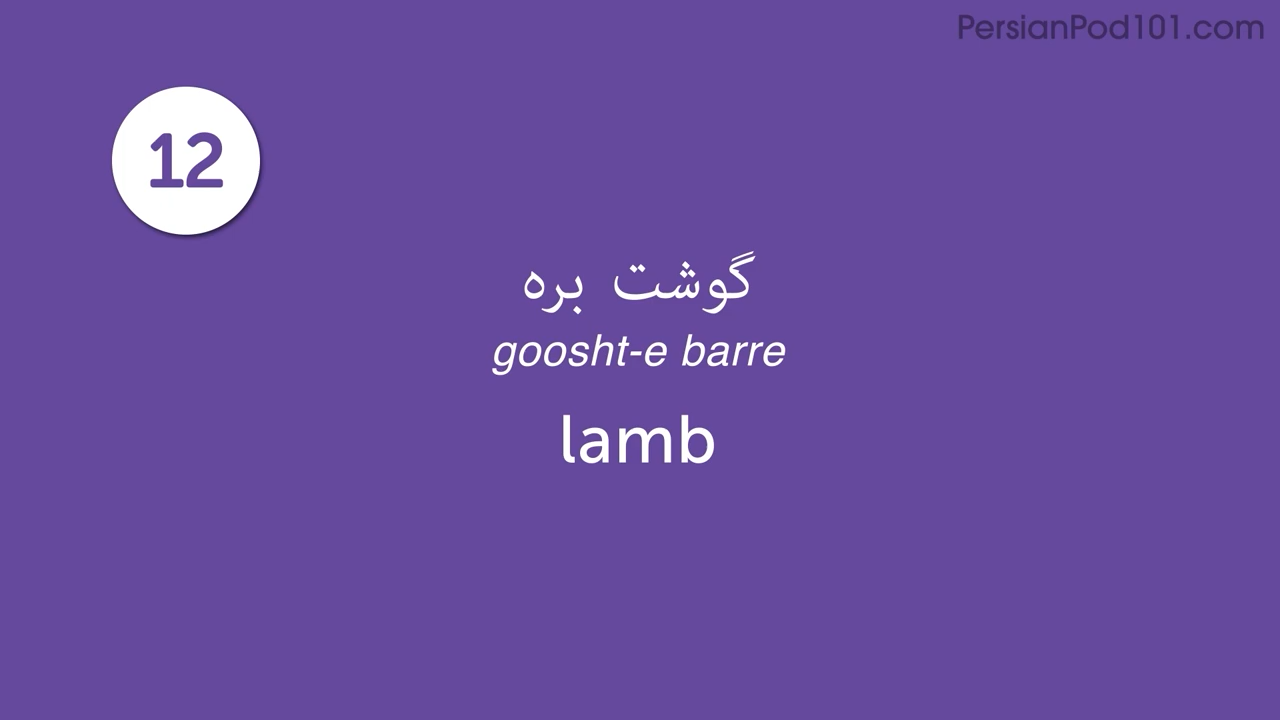 PersianPod101.com
12
گوشت بره
goosht-e barre
lamb